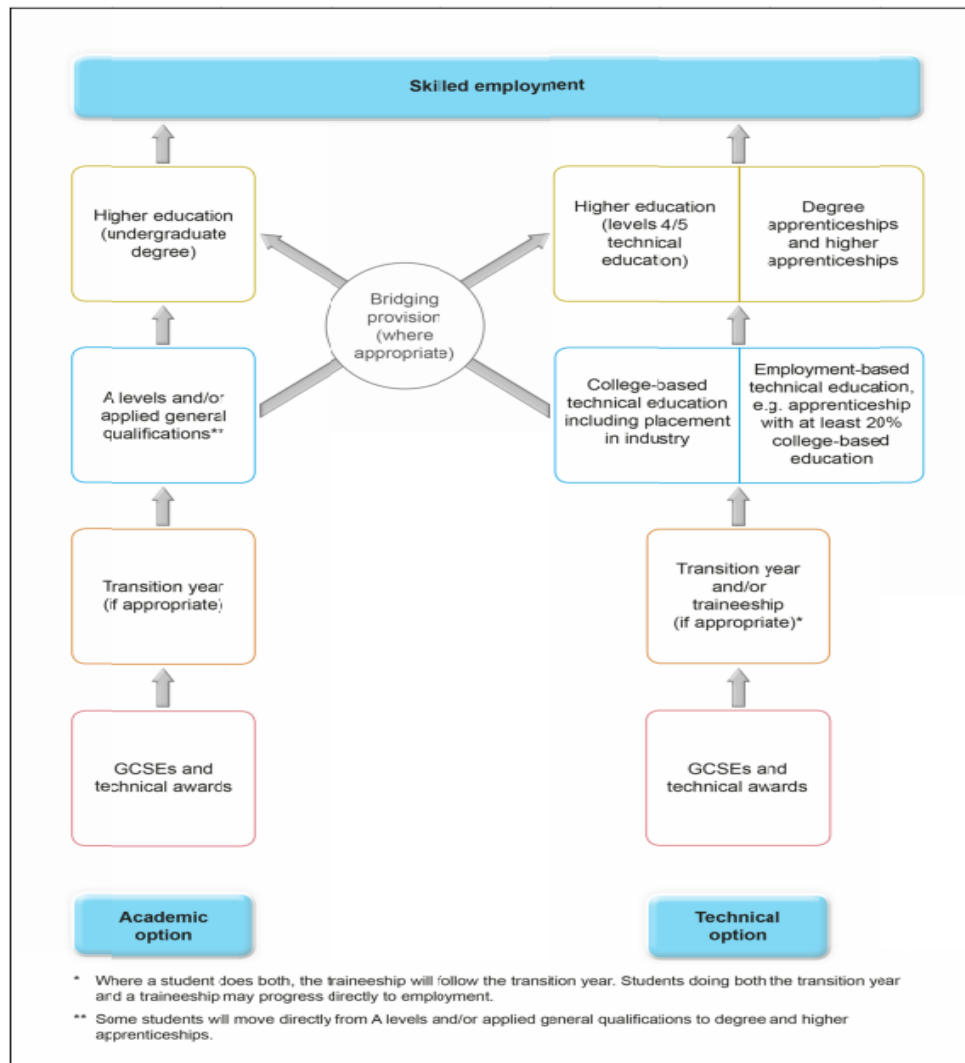 Skilled employment
Higher education
(undergraduate
degree)
Higher education
(levels 4/5
technical
education)
Degree
apprenticeships
and higher
apprenticeships
Bridging
provision
(where
appropriate)
A levels and/or
applied general
qualifications**
College-based
technical education
including placement
in industry
Employment-based
technical education,
e.g. apprenticeship
with at least 20%
college-based
education
Transition year
(if appropriate)
Transition year
and/or
traineeship
(if appropriate)*
GCSEs and
technical awards
GCSEs and
technical awards
Academic
option
Technical
option
* Where a student does both, the traineeship will follow the transition year. Students doing both the transition year
and a traineeship may progress directly to employment.
** Some students will move directly from A levels and/or applied general qualifications to degree and higher
apprenticeships.